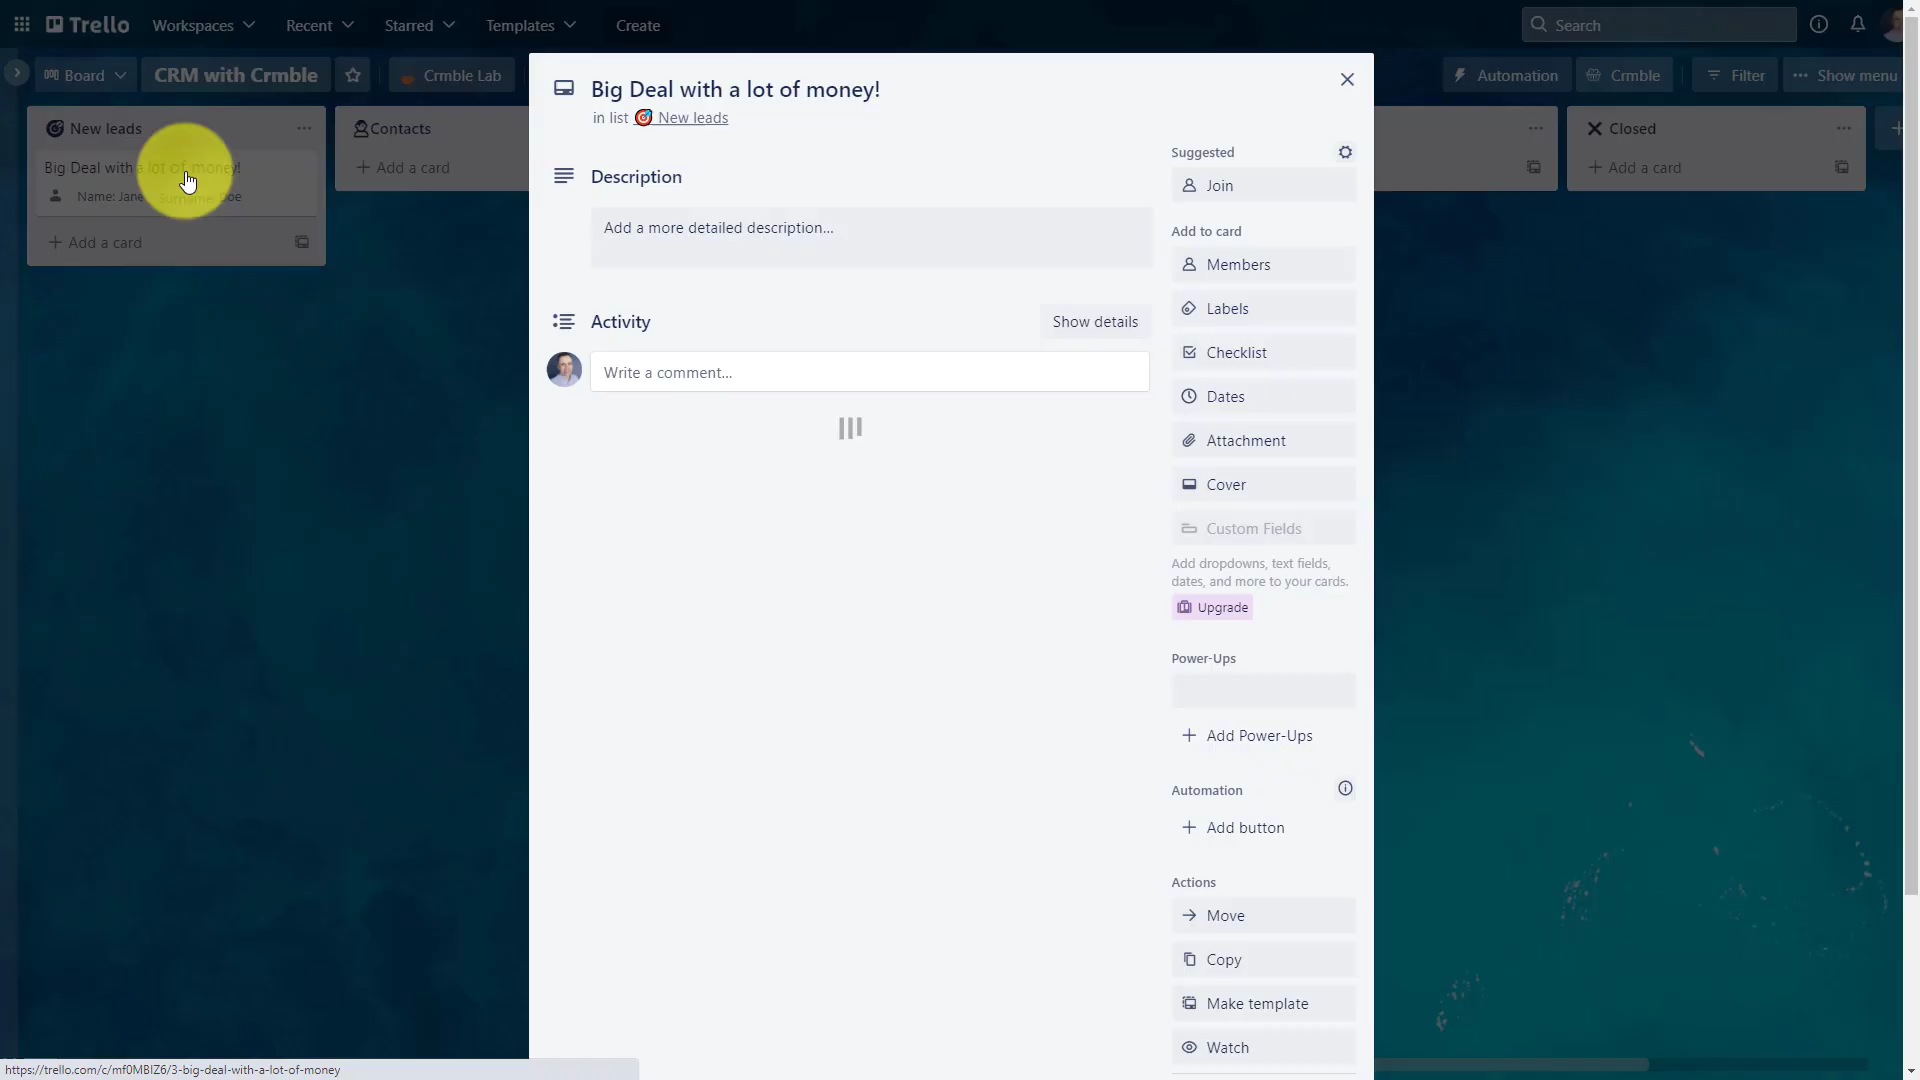 Trello
Workspaces
Recent
Starred
Templates
Create
Search
Board
CRM with Crmble
Crmble Lab
Automation
Crmble
Filter
Show menu
New leads
Big Deal with a lot of money!
Name: Jane Surname: Doe
Add a card
Contacts
Add a card
Closed
Add a card
Big Deal with a lot of money!
in list 🎯 New leads
Description
Add a more detailed description...
Activity
Show details
Write a comment...
Suggested
Join
Add to card
Members
Labels
Checklist
Dates
Attachment
Cover
Custom Fields
Add dropdowns, text fields,
dates, and more to your cards.
Upgrade
Power-Ups
Add Power-Ups
Automation
Add button
Actions
Move
Copy
Make template
Watch
https://trello.com/c/mf0MBIZ6/3-big-deal-with-a-lot-of-money